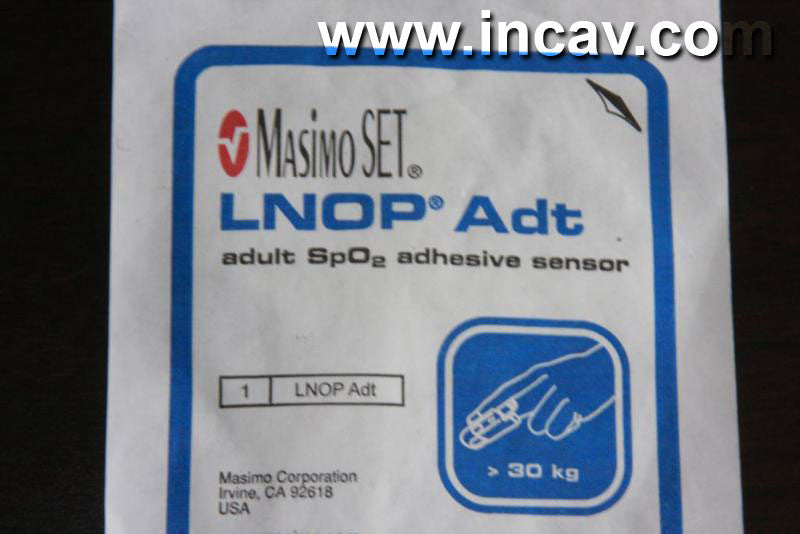 www.incav.com
Masimo SET®
LNOP® Adt
adult SpO₂ adhesive sensor
1 LNOP Adt
> 30 kg
Masimo Corporation
Irvine, CA 92618
USA